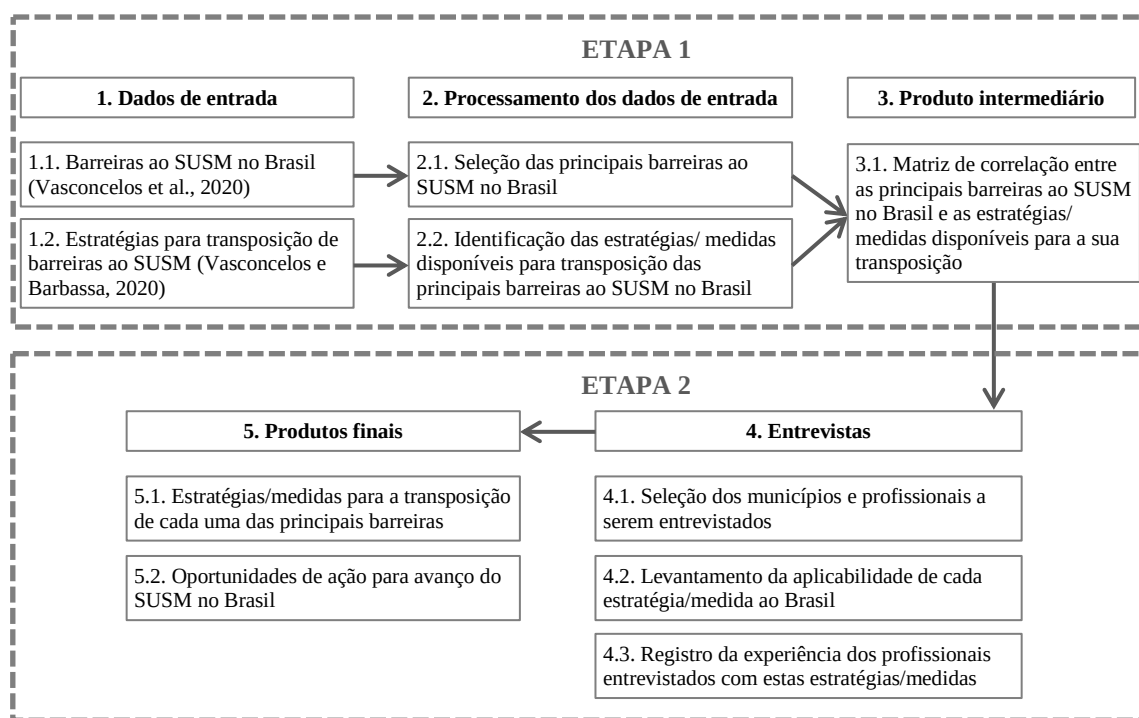 ETAPA 1
1. Dados de entrada
2. Processamento dos dados de entrada
3. Produto intermediário
1.1. Barreiras ao SUSM no Brasil
(Vasconcelos et al., 2020)
2.1. Seleção das principais barreiras ao
SUSM no Brasil
3.1. Matriz de correlação entre
as principais barreiras ao SUSM
no Brasil e as estratégias/
medidas disponíveis para a sua
transposição
1.2. Estratégias para transposição de
barreiras ao SUSM (Vasconcelos e
Barbassa, 2020)
2.2. Identificação das estratégias/ medidas
disponíveis para transposição das
principais barreiras ao SUSM no Brasil
ETAPA 2
5. Produtos finais
4. Entrevistas
5.1. Estratégias/medidas para a transposição
de cada uma das principais barreiras
4.1. Seleção dos municípios e profissionais a
serem entrevistados
5.2. Oportunidades de ação para avanço do
SUSM no Brasil
4.2. Levantamento da aplicabilidade de cada
estratégia/medida ao Brasil
4.3. Registro da experiência dos profissionais
entrevistados com estas estratégias/medidas